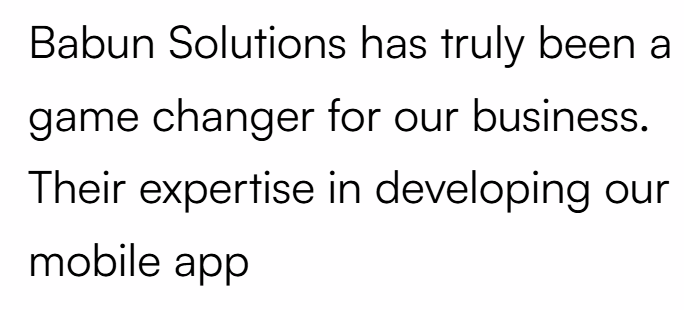 Babun Solutions has truly been a
game changer for our business.
Their expertise in developing our
mobile app